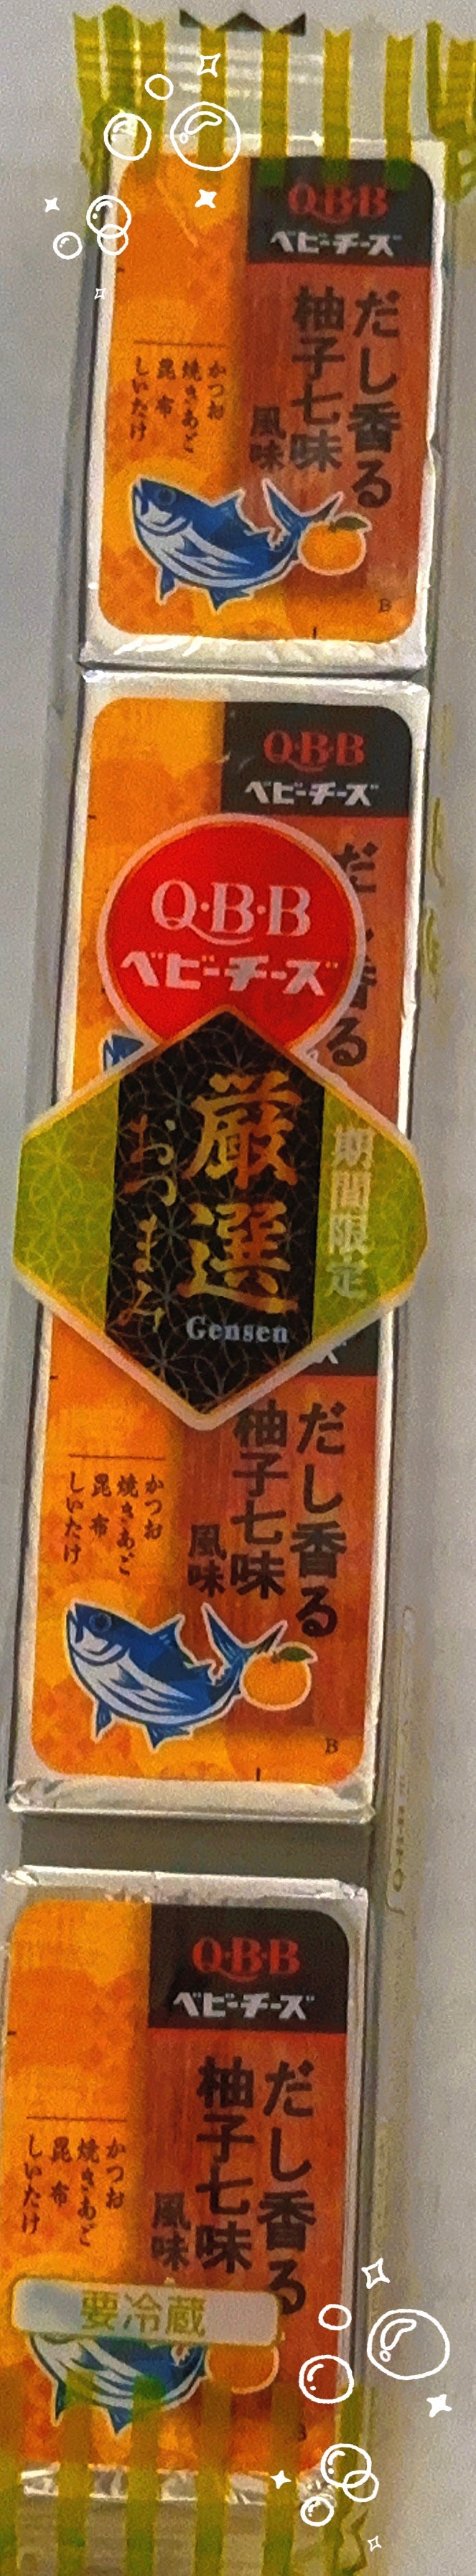 Q・B・B
ベビーチーズ
だし香る
柚子七味
風味
かつお
焼きあご
昆布
しいたけ
B
Q・B・B
ベビーチーズ
だ
香る
Q・B・B
ベビーチーズ
期間限定
厳選
おつまみ
Gensen
だし香る
柚子七味
風味
かつお
焼きあご
昆布
しいたけ
B
Q・B・B
ベビーチーズ
だし香る
柚子七味
風味
かつお
焼きあご
昆布
しいたけ
要冷蔵